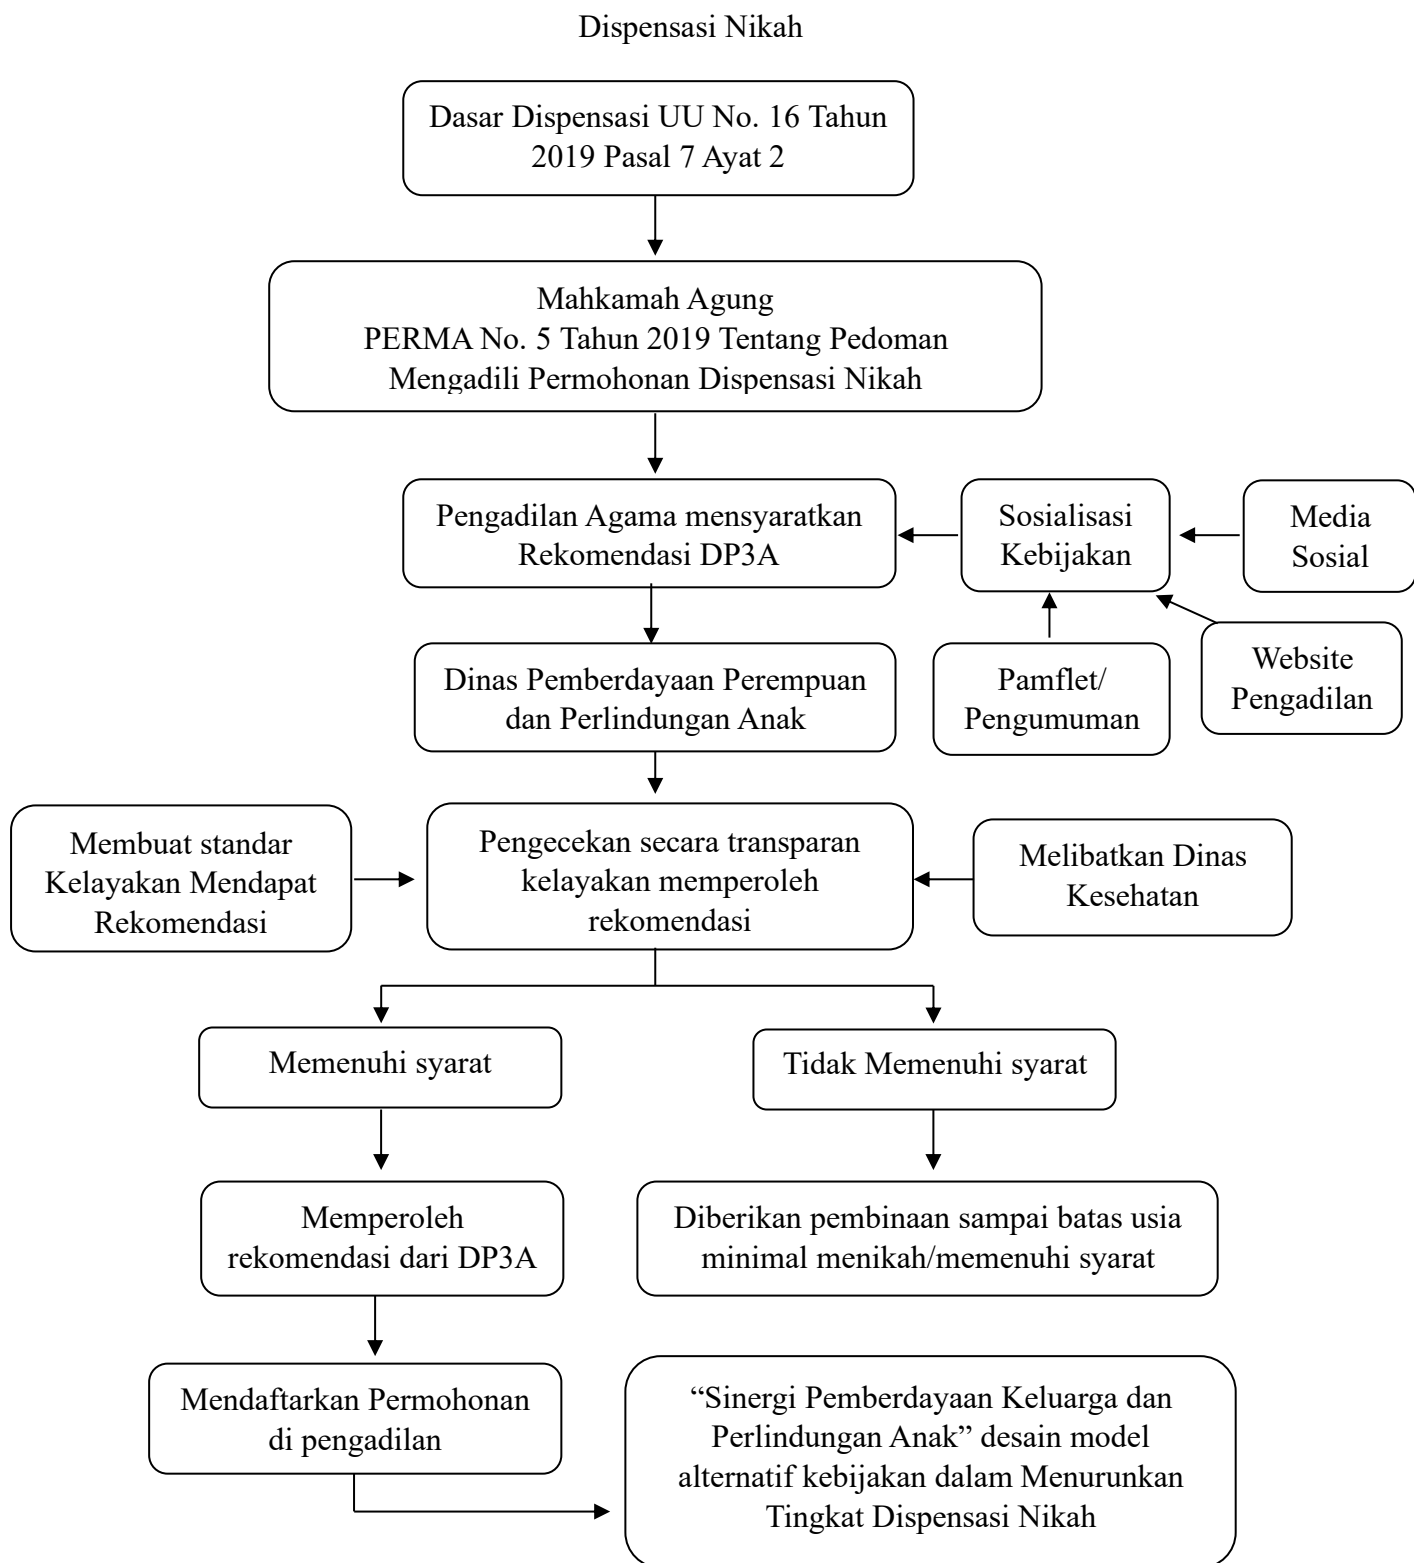 Dispensasi Nikah
Dasar Dispensasi UU No. 16 Tahun
2019 Pasal 7 Ayat 2
Mahkamah Agung
PERMA No. 5 Tahun 2019 Tentang Pedoman
Mengadili Permohonan Dispensasi Nikah
Pengadilan Agama mensyaratkan
Rekomendasi DP3A
Sosialisasi
Kebijakan
Media
Sosial
Dinas Pemberdayaan Perempuan
dan Perlindungan Anak
Pamflet/
Pengumuman
Website
Pengadilan
Membuat standar
Kelayakan Mendapat
Rekomendasi
Pengecekan secara transparan
kelayakan memperoleh
rekomendasi
Melibatkan Dinas
Kesehatan
Memenuhi syarat
Tidak Memenuhi syarat
Memperoleh
rekomendasi dari DP3A
Diberikan pembinaan sampai batas usia
minimal menikah/memenuhi syarat
Mendaftarkan Permohonan
di pengadilan
“Sinergi Pemberdayaan Keluarga dan
Perlindungan Anak” desain model
alternatif kebijakan dalam Menurunkan
Tingkat Dispensasi Nikah